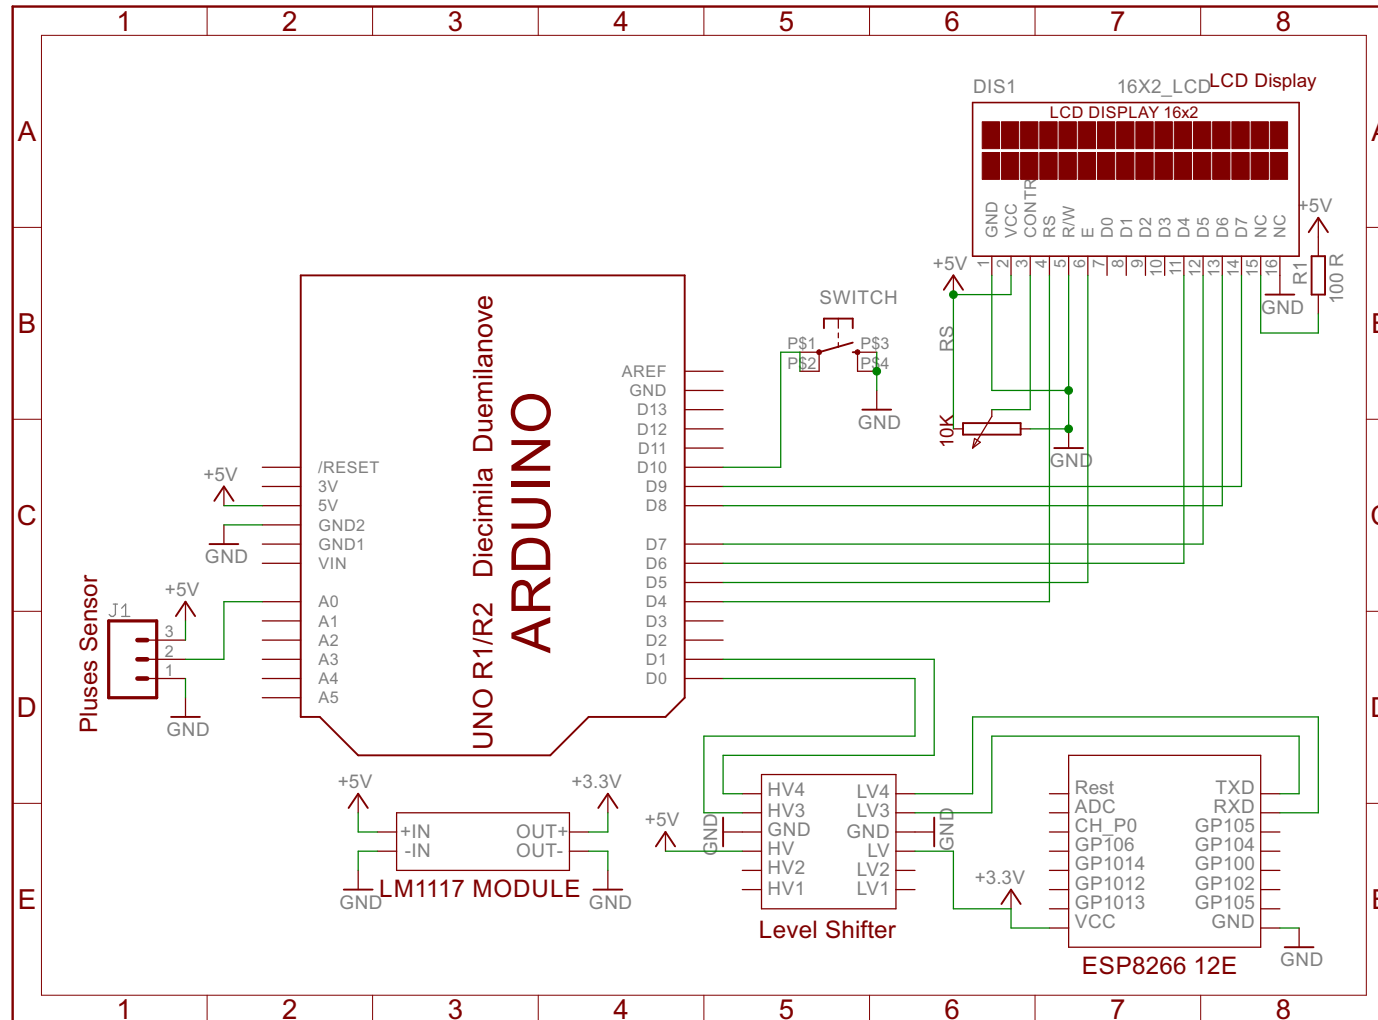 1 2 3 4 5 6 7 8
A A
B B
C C
D D
E E
DIS1 16X2_LCD LCD Display
LCD DISPLAY 16x2
GND VCC CONTR RS R/W E D0 D1 D2 D3 D4 D5 D6 D7 NC NC
1 2 3 4 5 6 7 8 9 10 11 12 13 14 15 16
+5V
R1 100 R
GND
+5V
RS
10K
GND
SWITCH
P$1 P$3
P$2 P$4
GND
UNO R1/R2 Diecimila Duemilanove
ARDUINO
AREF
GND
D13
D12
D11
D10
D9
D8
D7
D6
D5
D4
D3
D2
D1
D0
/RESET
3V
5V
GND2
GND1
VIN
A0
A1
A2
A3
A4
A5
+5V
GND
Pluses Sensor
J1
+5V
3
2
1
GND
+5V +3.3V
+IN OUT+
-IN OUT-
GND GND
LM1117 MODULE
+5V
GND GND
HV4 LV4
HV3 LV3
GND GND
HV LV
HV2 LV2
HV1 LV1
Level Shifter
+3.3V
Rest TXD
ADC RXD
CH_P0 GP105
GP106 GP104
GP1014 GP100
GP1012 GP102
GP1013 GP105
VCC GND
GND
ESP8266 12E
1 2 3 4 5 6 7 8